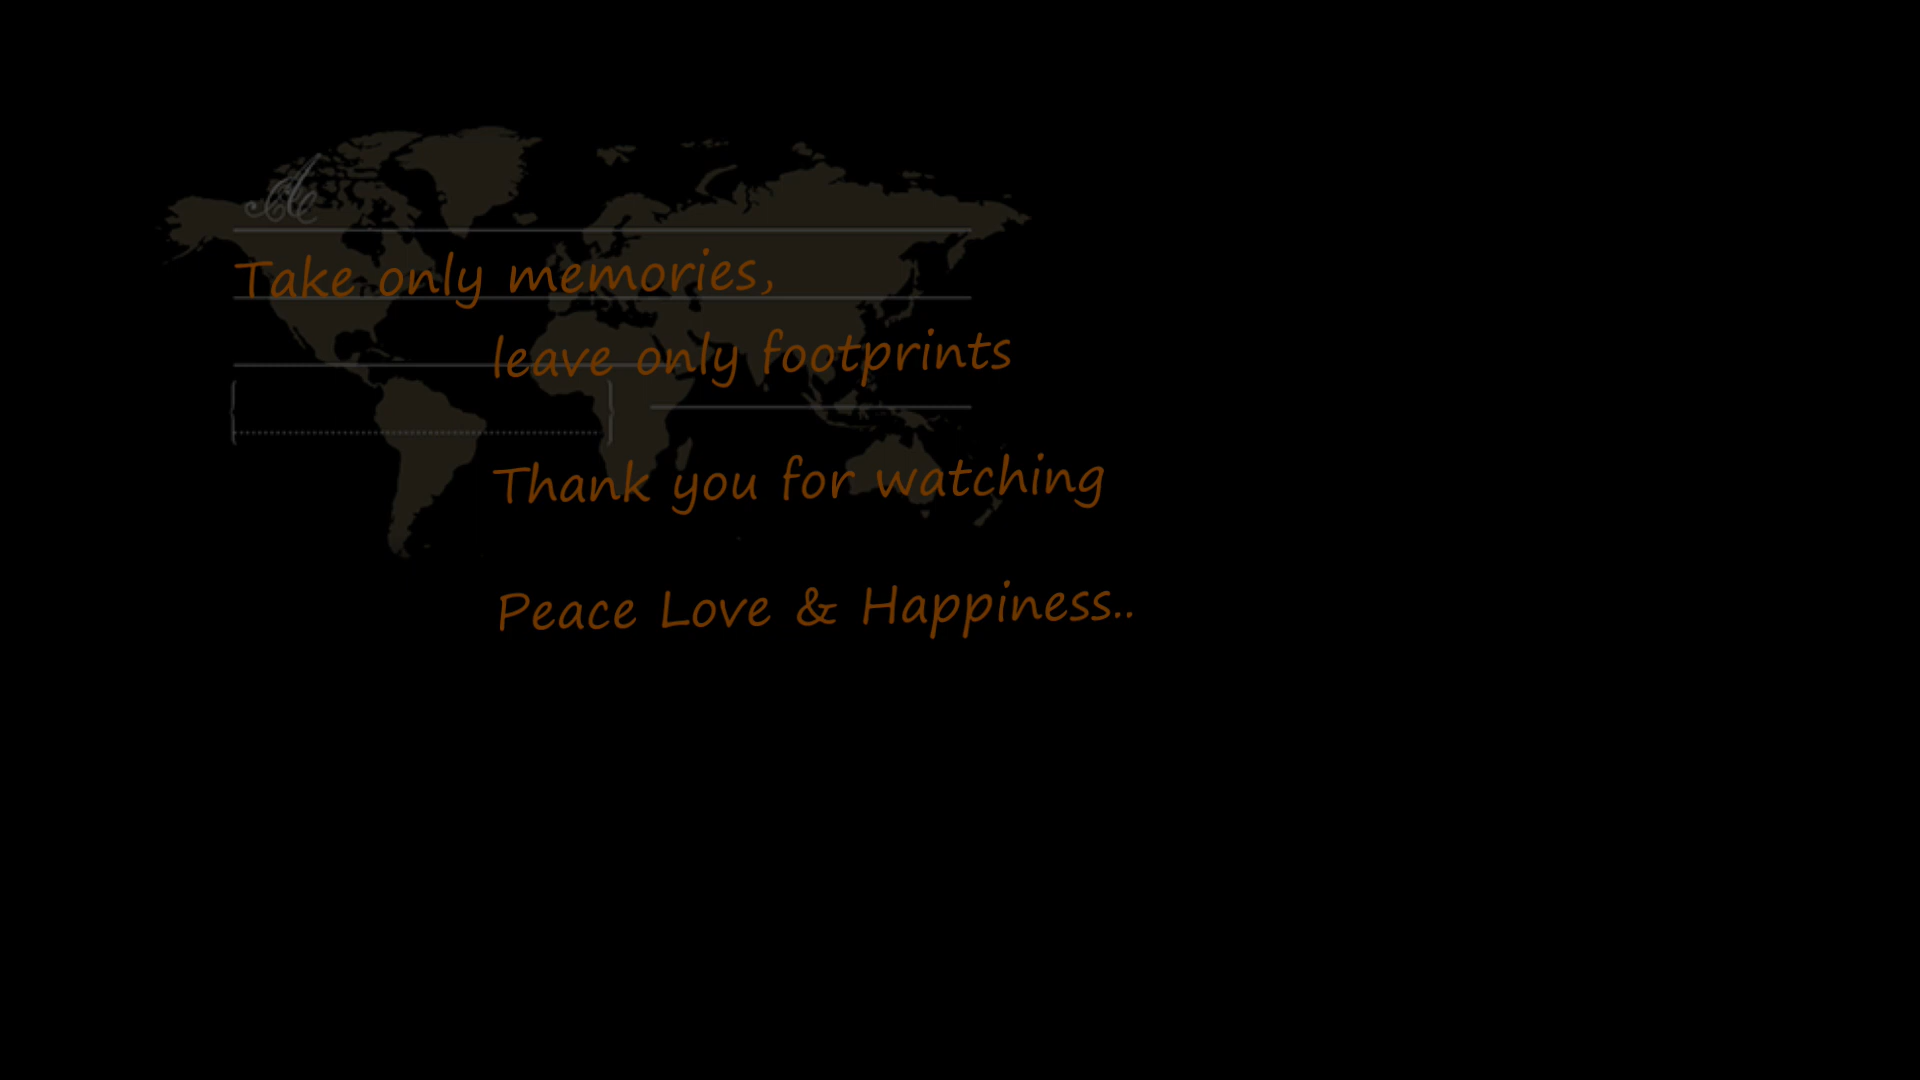 A
Take only memories,
leave only footprints
Thank you for watching
Peace Love & Happiness..